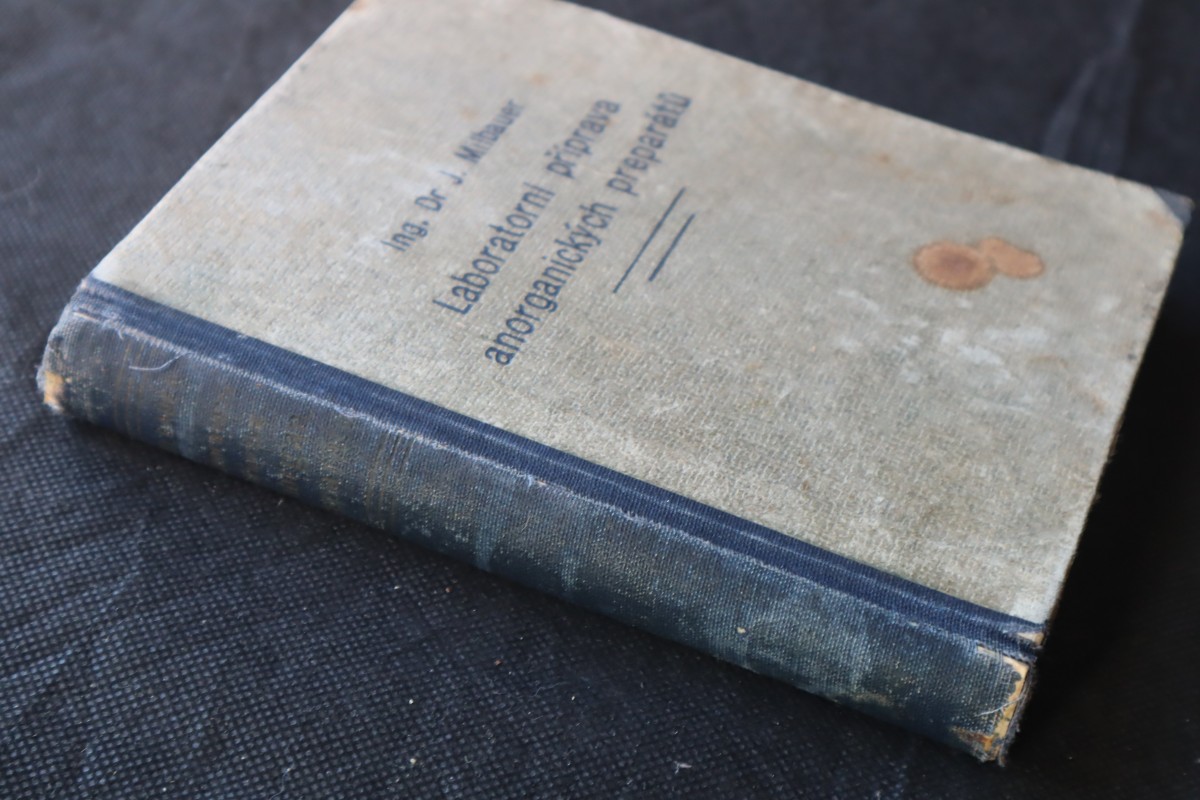 Ing. Dr J. Milbauer
Laboratorní příprava
anorganických preparátů